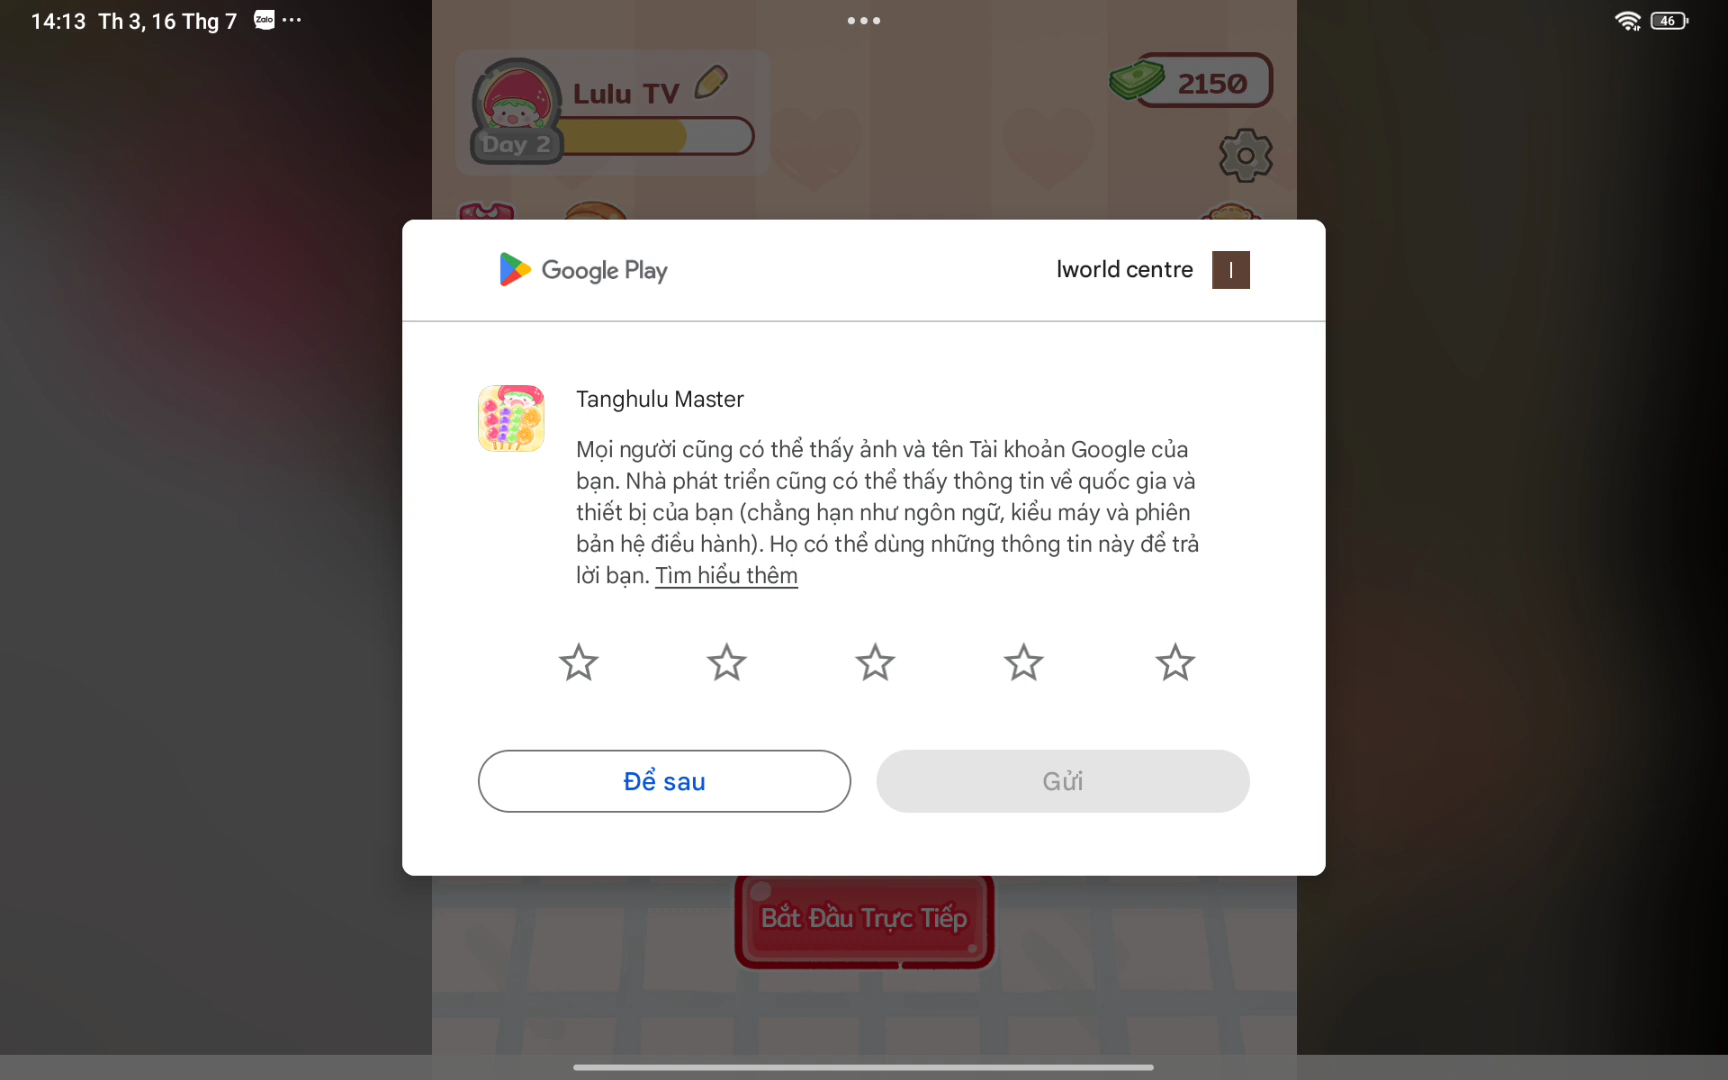 14:13 Th 3, 16 Thg 7 Zalo ...
46
Lulu TV
2150
Day 2
Google Play
lworld centre
l
Tanghulu Master
Mọi người cũng có thể thấy ảnh và tên Tài khoản Google của
bạn. Nhà phát triển cũng có thể thấy thông tin về quốc gia và
thiết bị của bạn (chẳng hạn như ngôn ngữ, kiểu máy và phiên
bản hệ điều hành). Họ có thể dùng những thông tin này để trả
lời bạn. Tìm hiểu thêm
Để sau
Gửi
Bắt Đầu Trực Tiếp